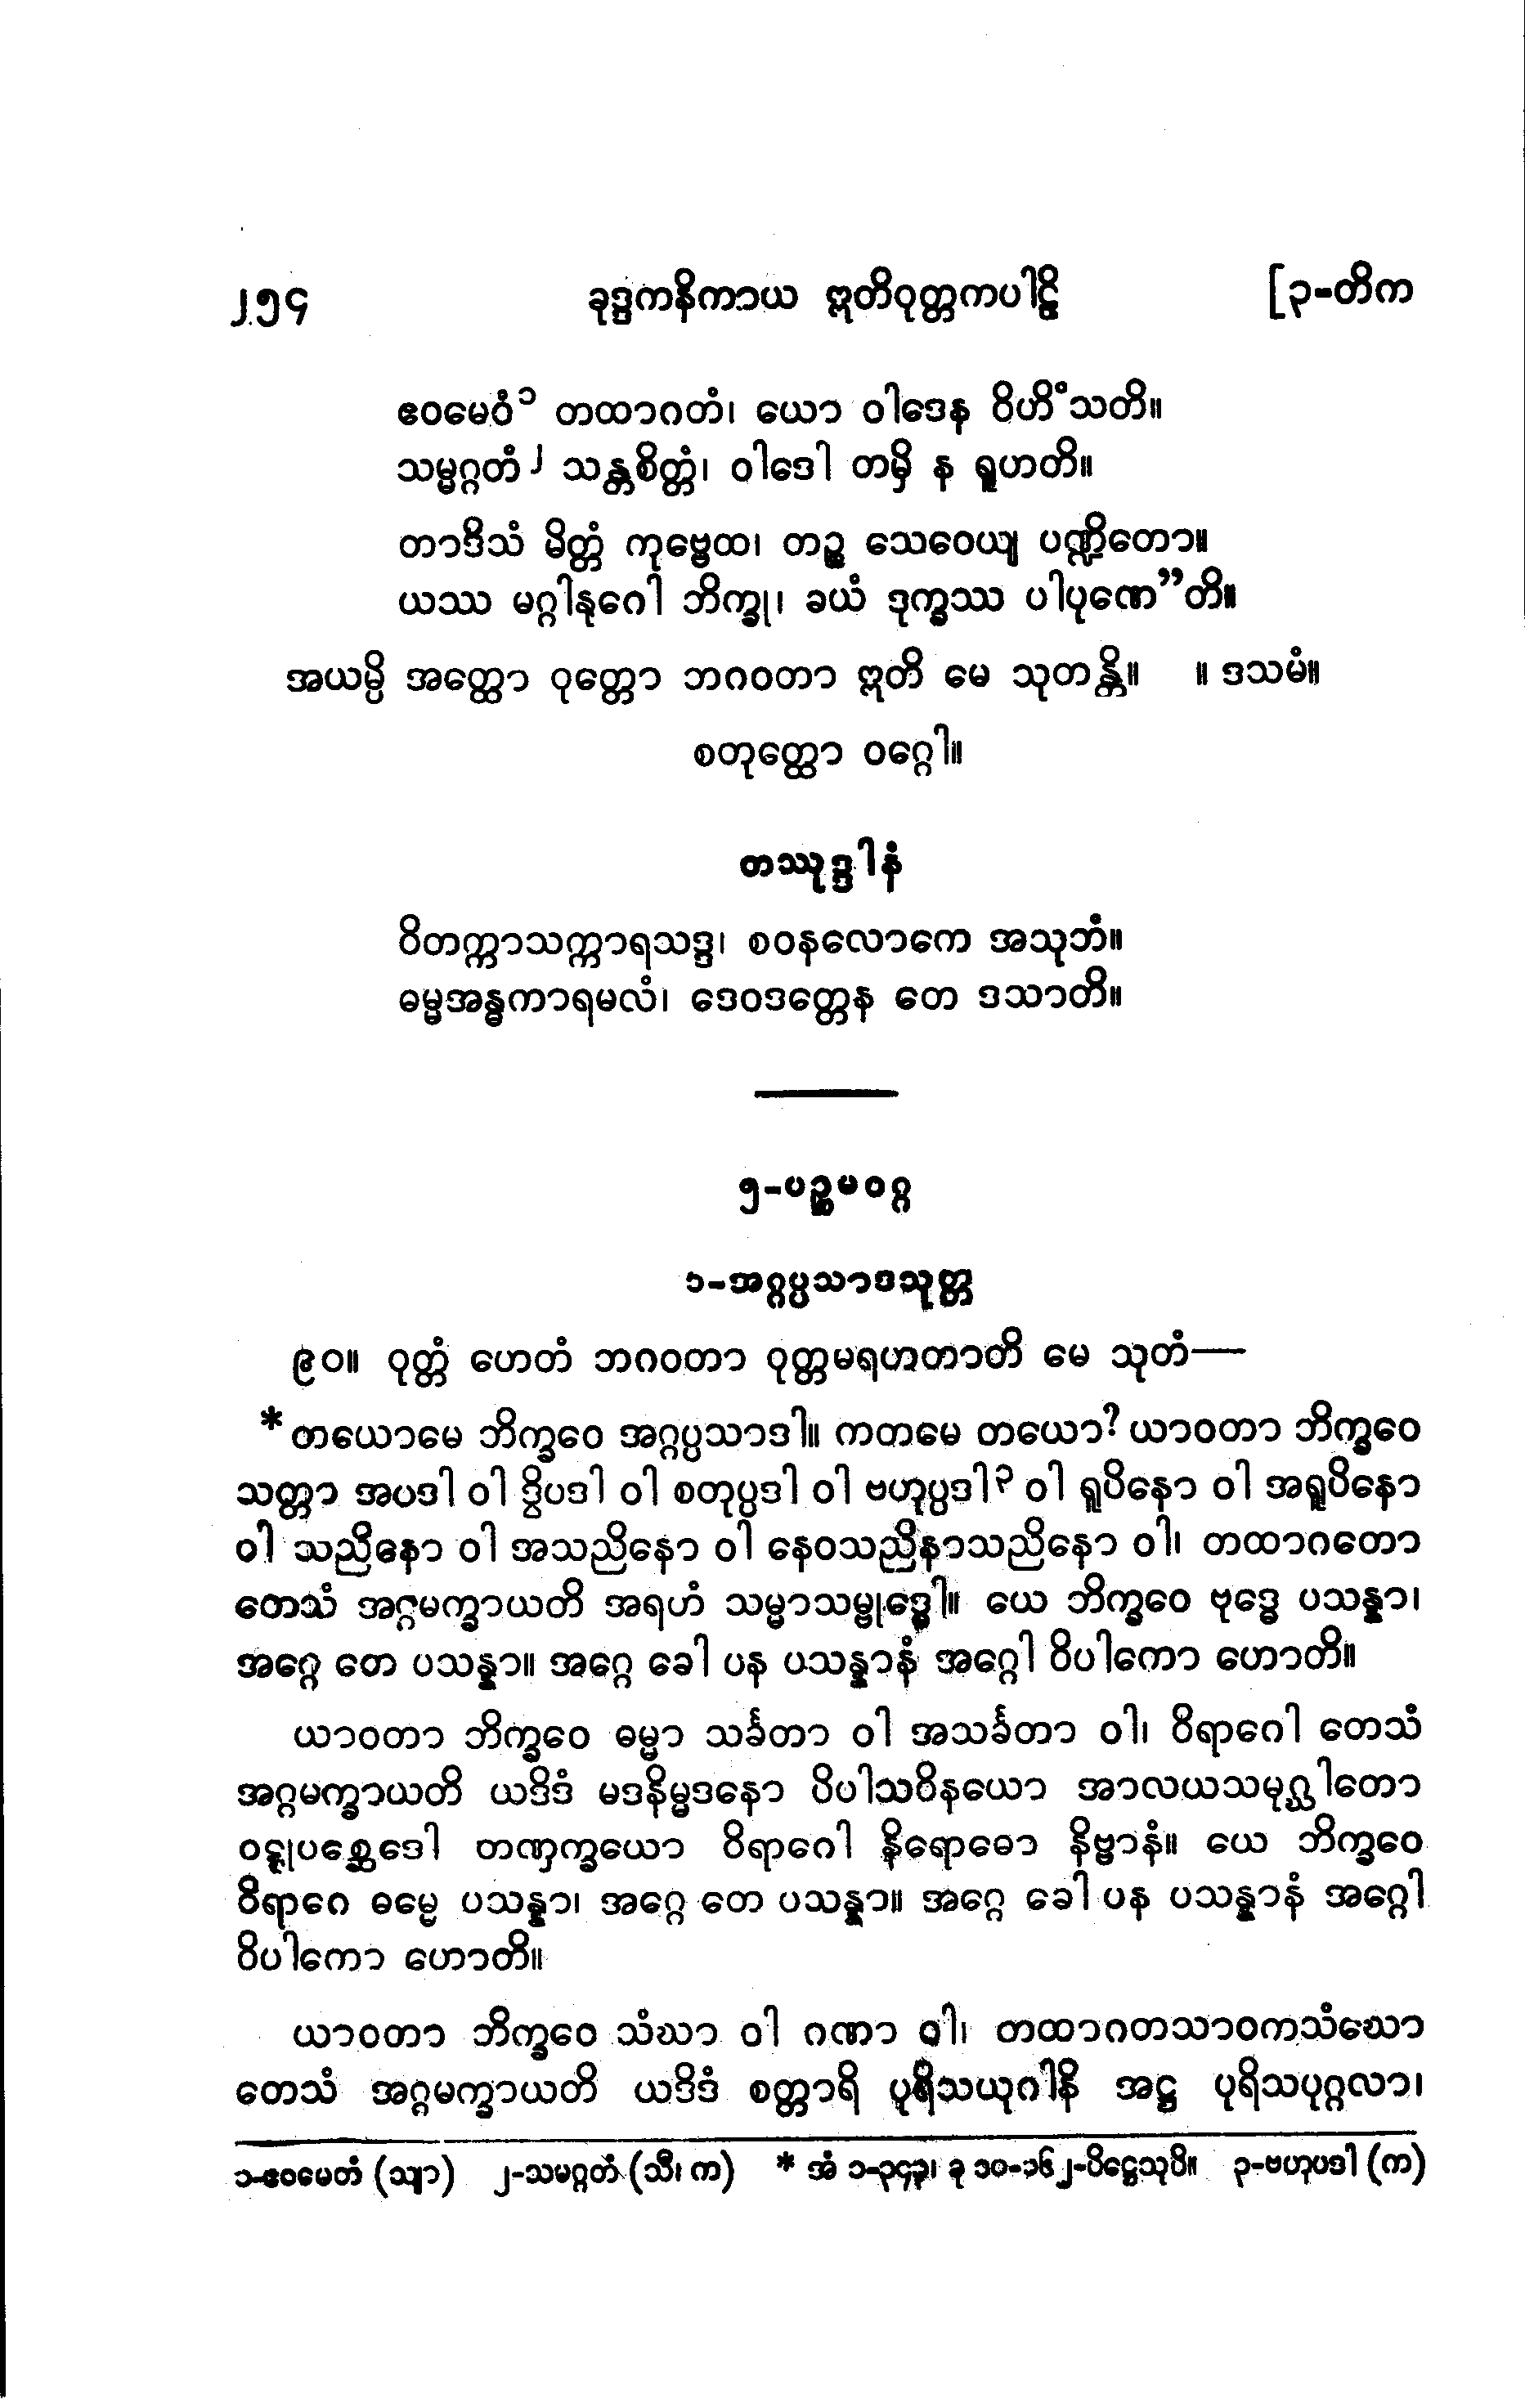 ၂၅၄ ခုဒ္ဒကနိကာယ ဣတိဝုတ္တကပါဠိ [၃-တိက
ဧဝမေဝံ၁ တထာဂတံ၊ ယော ဝါဒေန ဝိဟိံသတိ။
သမ္မဂ္ဂတံ၂ သန္တစိတ္တံ၊ ဝါဒေါ တမှိ န ရူဟတိ။
တာဒိသံ မိတ္တံ ကုဗ္ဗေထ၊ တဉ္စ သေဝေယျ ပဏ္ဍိတော။
ယဿ မဂ္ဂါနုဂေါ ဘိက္ခု၊ ခယံ ဒုက္ခဿ ပါပုဏေ”တိ။
အယမ္ပိ အတ္ထော ဝုတ္တော ဘဂဝတာ ဣတိ မေ သုတန္တိ။ ။ ဒသမံ။
စတုတ္ထော ဝဂ္ဂေါ။
တဿုဒ္ဒါနံ
ဝိတက္ကာသက္ကာရသဒ္ဒ၊ စဝနလောကေ အသုဘံ။
ဓမ္မအန္ဓကာရမလံ၊ ဒေဝဒတ္တေန တေ ဒသာတိ။
၅-ပဉ္စမဝဂ္ဂ
၁-အဂ္ဂပ္ပသာဒသုတ္တ
၉၀။ ဝုတ္တံ ဟေတံ ဘဂဝတာ ဝုတ္တမရဟတာတိ မေ သုတံ—
*တယောမေ ဘိက္ခဝေ အဂ္ဂပ္ပသာဒါ။ ကတမေ တယော? ယာဝတာ ဘိက္ခဝေ
သတ္တာ အပဒါ ဝါ ဒွိပဒါ ဝါ စတုပ္ပဒါ ဝါ ဗဟုပ္ပဒါ၃ ဝါ ရူပိနော ဝါ အရူပိနော
ဝါ သညိနော ဝါ အသညိနော ဝါ နေဝသညိနာသညိနော ဝါ၊ တထာဂတော
တေသံ အဂ္ဂမက္ခာယတိ အရဟံ သမ္မာသမ္ဗုဒ္ဓေါ။ ယေ ဘိက္ခဝေ ဗုဒ္ဓေ ပသန္နာ၊
အဂ္ဂေ တေ ပသန္နာ။ အဂ္ဂေ ခေါ ပန ပသန္နာနံ အဂ္ဂေါ ဝိပါကော ဟောတိ။
ယာဝတာ ဘိက္ခဝေ ဓမ္မာ သင်္ခတာ ဝါ အသင်္ခတာ ဝါ၊ ဝိရာဂေါ တေသံ
အဂ္ဂမက္ခာယတိ ယဒိဒံ မဒနိမ္မဒနော ပိပါသဝိနယော အာလယသမုဂ္ဃါတော
ဝဋ္ဋုပစ္ဆေဒေါ တဏှက္ခယော ဝိရာဂေါ နိရောဓော နိဗ္ဗာနံ။ ယေ ဘိက္ခဝေ
ဝိရာဂေ ဓမ္မေ ပသန္နာ၊ အဂ္ဂေ တေ ပသန္နာ။ အဂ္ဂေ ခေါ ပန ပသန္နာနံ အဂ္ဂေါ
ဝိပါကော ဟောတိ။
ယာဝတာ ဘိက္ခဝေ သံဃာ ဝါ ဂဏာ ဝါ၊ တထာဂတသာဝကသံဃော
တေသံ အဂ္ဂမက္ခာယတိ ယဒိဒံ စတ္တာရိ ပုရိသယုဂါနိ အဋ္ဌ ပုရိသပုဂ္ဂလာ၊
၁-ဧဝမေတံ (သျာ) ၂-သမဂ္ဂတံ (သီ၊ က) * အံ ၁-၃၄၃၊ ခု ၁၀-၁၆၂-ပိဋ္ဌေသုပိ။ ၃-ဗဟုပဒါ (က)